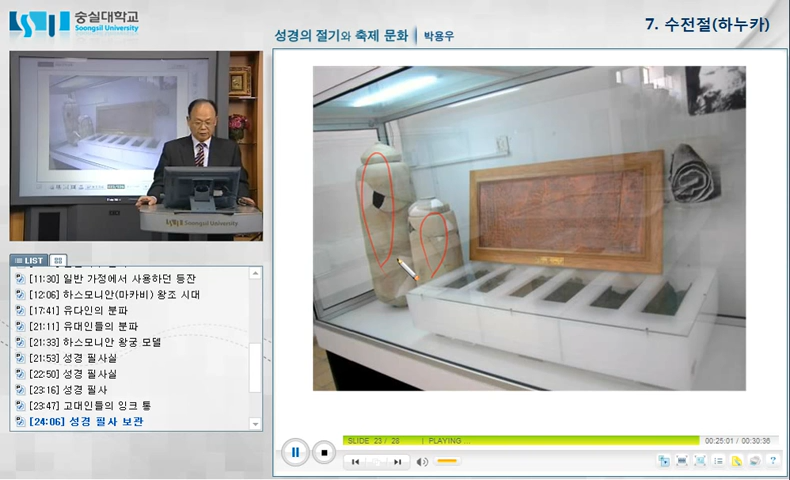 숭실대학교
Soongsil University
성경의 절기와 축제 문화 박용우
7. 수전절(하누카)
Soongsil University
LIST
[11:30] 일반 가정에서 사용하던 등잔
[12:06] 하스모니안(마카비) 왕조 시대
[17:41] 유다인의 분파
[21:11] 유대인들의 분파
[21:33] 하스모니안 왕궁 모델
[21:53] 성경 필사실
[22:50] 성경 필사실
[23:16] 성경 필사
[23:47] 고대인들의 잉크 통
[24:06] 성경 필사 보관
SLIDE 23 / 28 | PLAYING ..
00:25:01 / 00:30:36